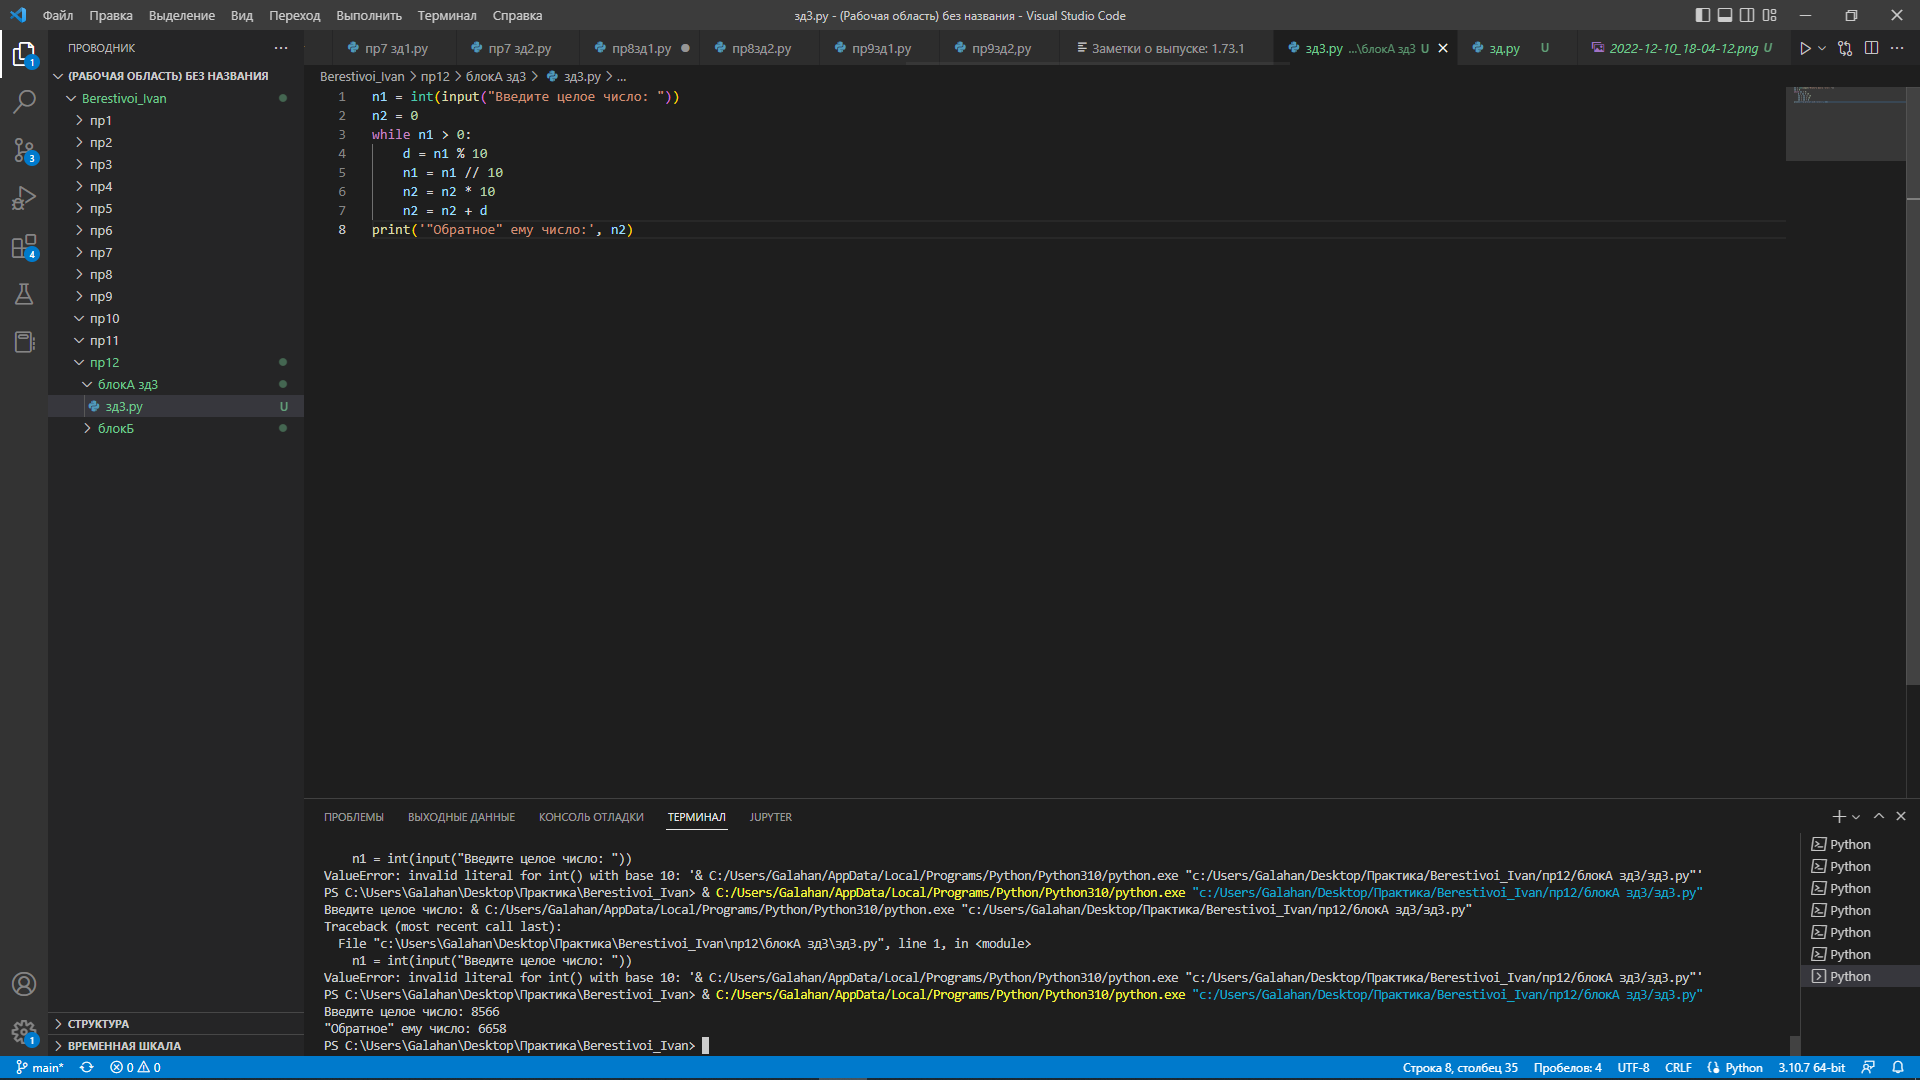 Файл Правка Выделение Вид Переход Выполнить Терминал Справка
зд3.py - (Рабочая область) без названия - Visual Studio Code
ПРОВОДНИК
пр7 зд1.py пр7 зд2.py пр8зд1.py пр8зд2.py пр9зд1.py пр9зд2,py Заметки о выпуске: 1.73.1 зд3.py ...\блокА зд3 U зд.py U 2022-12-10_18-04-12.png U
(РАБОЧАЯ ОБЛАСТЬ) БЕЗ НАЗВАНИЯ
Berestivoi_Ivan
пр1
пр2
пр3
пр4
пр5
пр6
пр7
пр8
пр9
пр10
пр11
пр12
блокА зд3
зд3.py U
блокБ
СТРУКТУРА
ВРЕМЕННАЯ ШКАЛА
1
3
4
1
Berestivoi_Ivan > пр12 > блокА зд3 > зд3.py > ...
1 n1 = int(input("Введите целое число: "))
2 n2 = 0
3 while n1 > 0:
4 d = n1 % 10
5 n1 = n1 // 10
6 n2 = n2 * 10
7 n2 = n2 + d
8 print('"Обратное" ему число:', n2)
ПРОБЛЕМЫ ВЫХОДНЫЕ ДАННЫЕ КОНСОЛЬ ОТЛАДКИ ТЕРМИНАЛ JUPYTER
n1 = int(input("Введите целое число: "))
ValueError: invalid literal for int() with base 10: '& C:/Users/Galahan/AppData/Local/Programs/Python/Python310/python.exe "c:/Users/Galahan/Desktop/Практика/Berestivoi_Ivan/пр12/блокА зд3/зд3.py"'
PS C:\Users\Galahan\Desktop\Практика\Berestivoi_Ivan> & C:/Users/Galahan/AppData/Local/Programs/Python/Python310/python.exe "c:/Users/Galahan/Desktop/Практика/Berestivoi_Ivan/пр12/блокА зд3/зд3.py"
Введите целое число: & C:/Users/Galahan/AppData/Local/Programs/Python/Python310/python.exe "c:/Users/Galahan/Desktop/Практика/Berestivoi_Ivan/пр12/блокА зд3/зд3.py"
Traceback (most recent call last):
File "c:\Users\Galahan\Desktop\Практика\Berestivoi_Ivan\пр12\блокА зд3\зд3.py", line 1, in <module>
n1 = int(input("Введите целое число: "))
ValueError: invalid literal for int() with base 10: '& C:/Users/Galahan/AppData/Local/Programs/Python/Python310/python.exe "c:/Users/Galahan/Desktop/Практика/Berestivoi_Ivan/пр12/блокА зд3/зд3.py"'
PS C:\Users\Galahan\Desktop\Практика\Berestivoi_Ivan> & C:/Users/Galahan/AppData/Local/Programs/Python/Python310/python.exe "c:/Users/Galahan/Desktop/Практика/Berestivoi_Ivan/пр12/блокА зд3/зд3.py"
Введите целое число: 8566
"Обратное" ему число: 6658
PS C:\Users\Galahan\Desktop\Практика\Berestivoi_Ivan>
Python
Python
Python
Python
Python
Python
Python
main* 0 0 Строка 8, столбец 35 Пробелов: 4 UTF-8 CRLF Python 3.10.7 64-bit